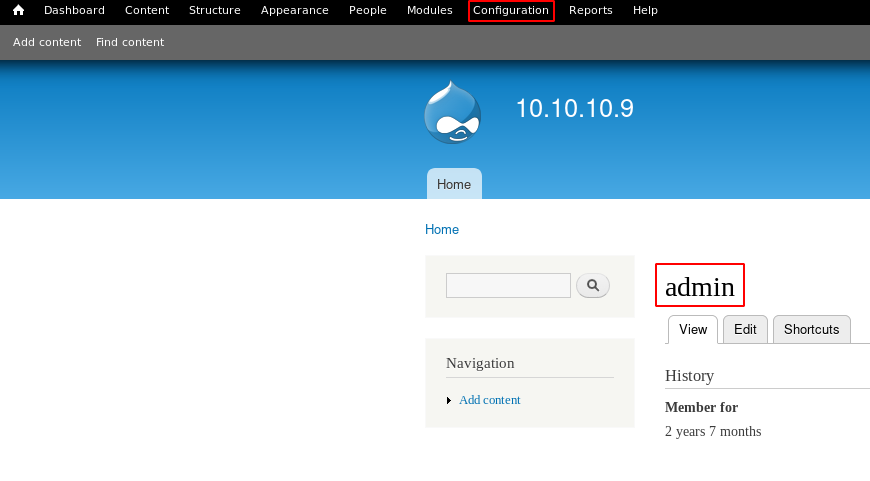 Dashboard Content Structure Appearance People Modules Configuration Reports Help
Add content Find content
10.10.10.9
Home
Home
admin
View Edit Shortcuts
Navigation
Add content
History
Member for
2 years 7 months